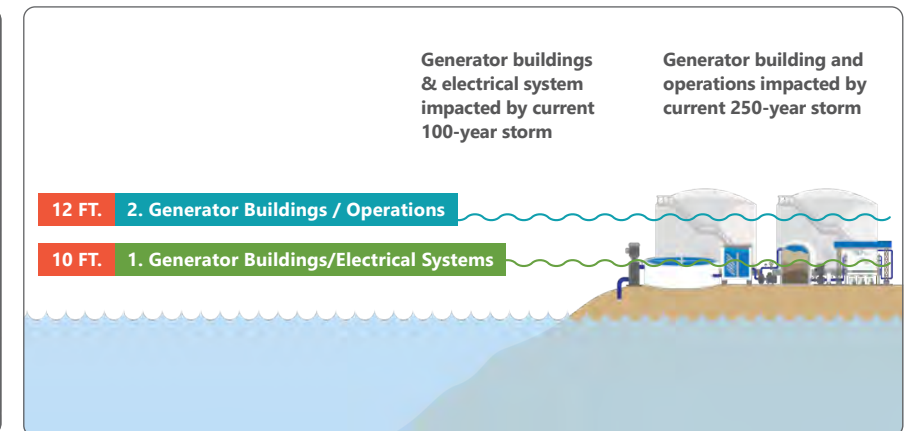 Generator buildings
& electrical system
impacted by current
100-year storm
Generator building and
operations impacted by
current 250-year storm
12 FT. 2. Generator Buildings / Operations
10 FT. 1. Generator Buildings/Electrical Systems